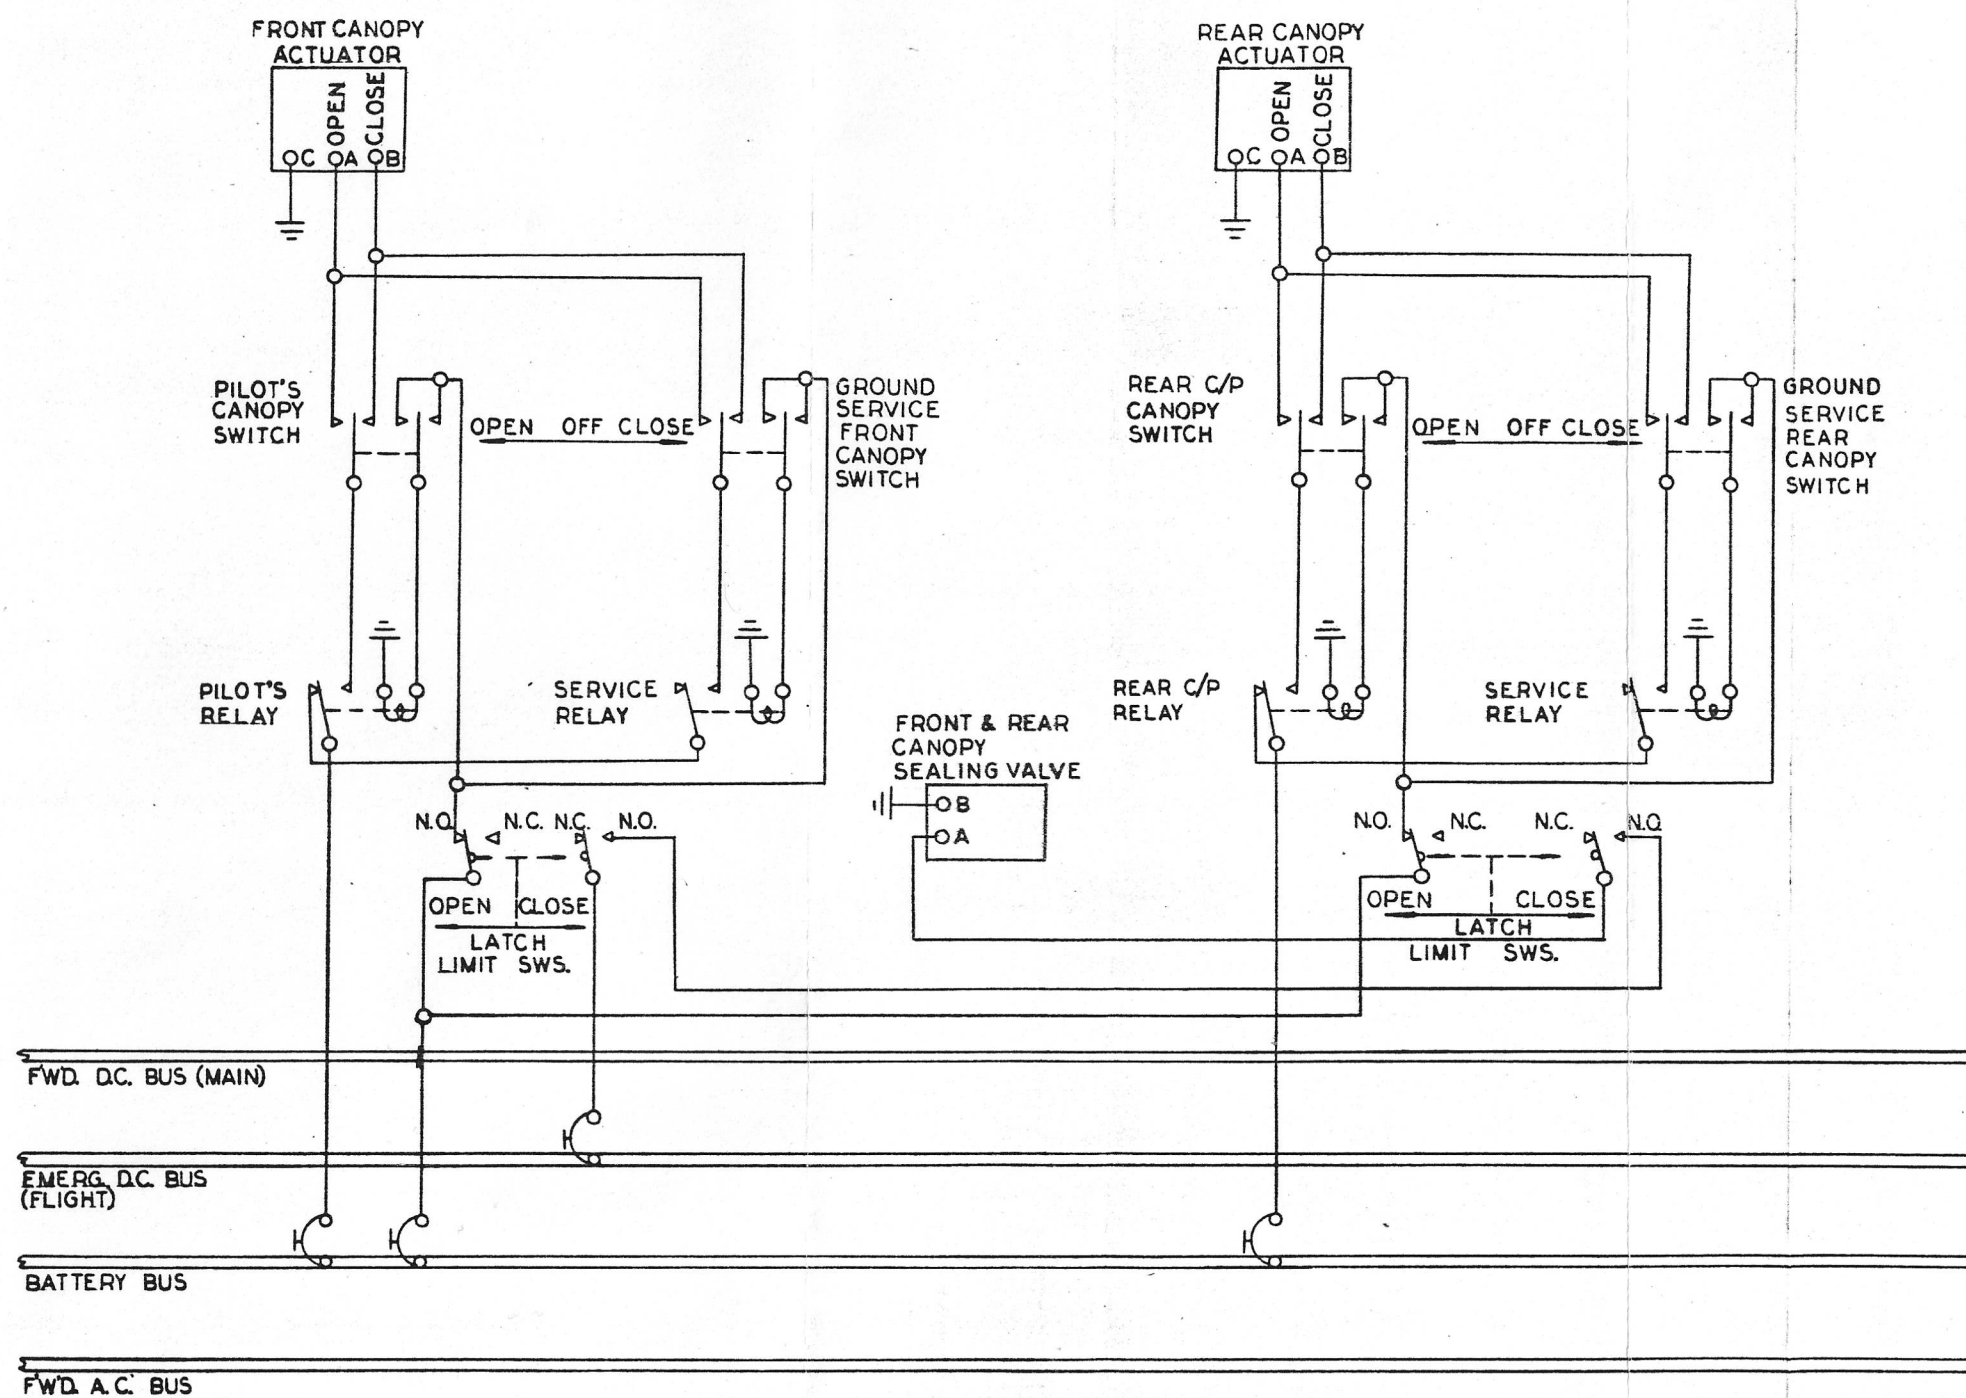 FRONT CANOPY
ACTUATOR
OPEN
CLOSE
C A B
REAR CANOPY
ACTUATOR
OPEN
CLOSE
C A B
PILOT'S
CANOPY
SWITCH
OPEN OFF CLOSE
GROUND
SERVICE
FRONT
CANOPY
SWITCH
REAR C/P
CANOPY
SWITCH
OPEN OFF CLOSE
GROUND
SERVICE
REAR
CANOPY
SWITCH
PILOT'S
RELAY
SERVICE
RELAY
FRONT & REAR
CANOPY
SEALING VALVE
B
A
REAR C/P
RELAY
SERVICE
RELAY
N.O. N.C. N.C. N.O.
OPEN CLOSE
LATCH
LIMIT SWS.
N.O. N.C. N.C. N.O.
OPEN CLOSE
LATCH
LIMIT SWS.
FWD. D.C. BUS (MAIN)
EMERG. D.C. BUS
(FLIGHT)
BATTERY BUS
F'W'D. A.C. BUS